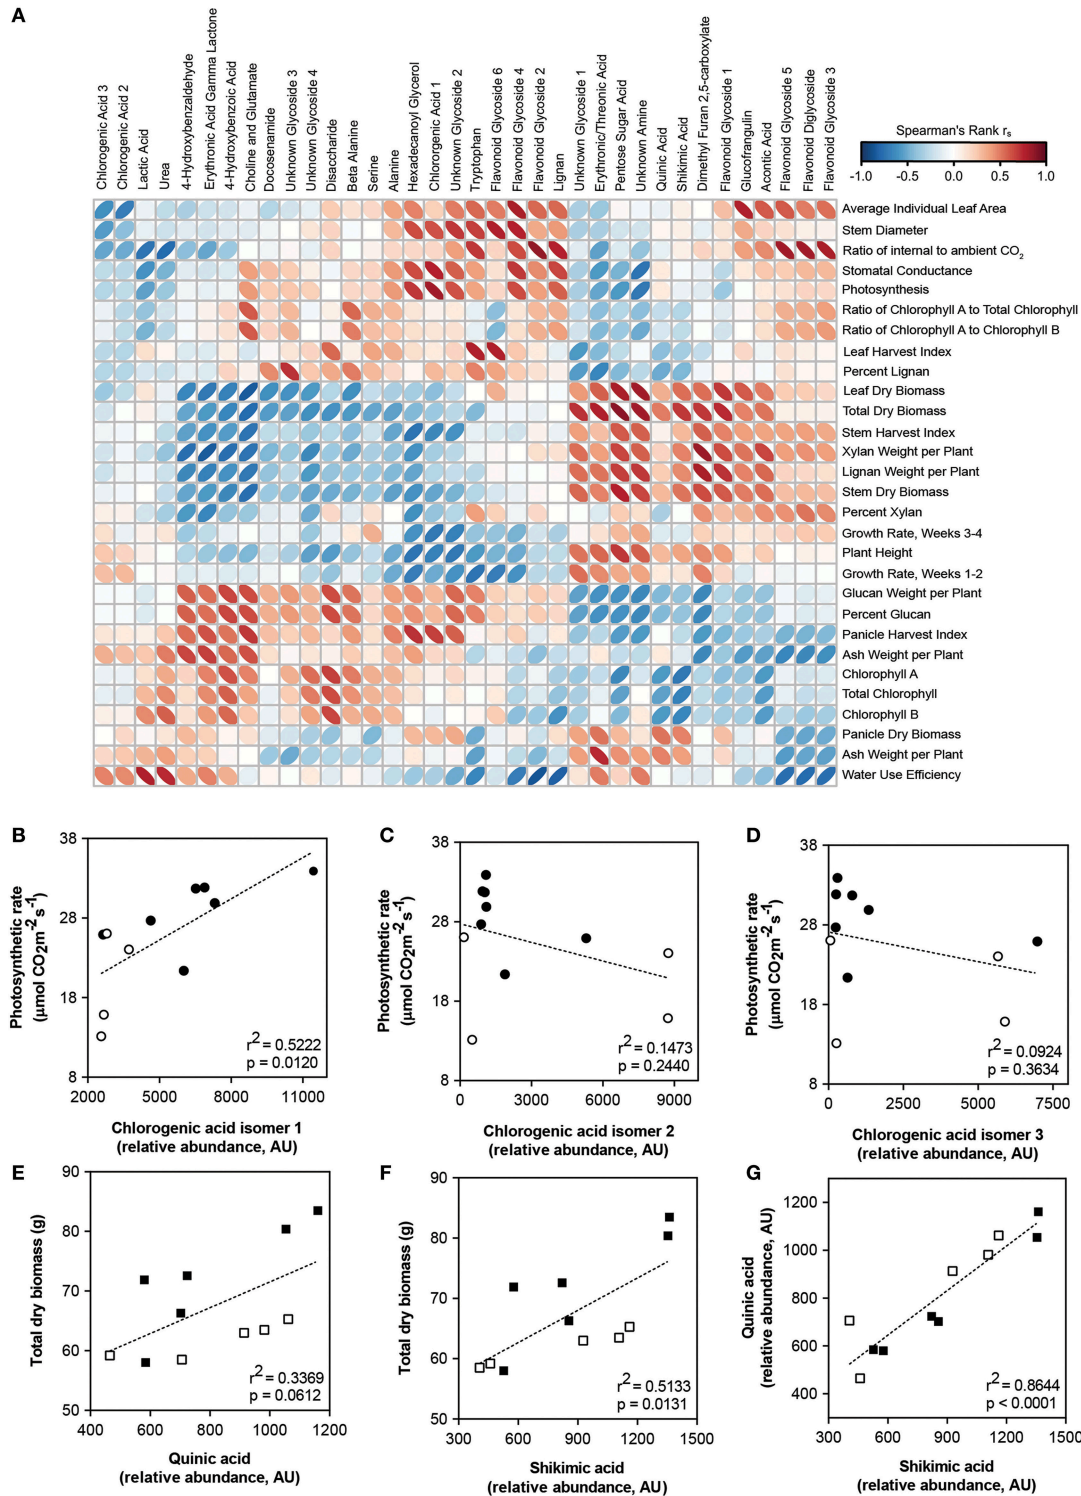 A
Chlorogenic Acid 3
Chlorogenic Acid 2
Lactic Acid
Urea
4-Hydroxybenzaldehyde
Erythronic Acid Gamma Lactone
4-Hydroxybenzoic Acid
Choline and Glutamate
Docosenamide
Unknown Glycoside 3
Unknown Glycoside 4
Disaccharide
Beta Alanine
Serine
Alanine
Hexadecanoyl Glycerol
Chlorgenic Acid 1
Unknown Glycoside 2
Tryptophan
Flavonoid Glycoside 6
Flavonoid Glycoside 4
Flavonoid Glycoside 2
Lignan
Unknown Glycoside 1
Erythronic/Threonic Acid
Pentose Sugar Acid
Unknown Amine
Quinic Acid
Shikimic Acid
Dimethyl Furan 2,5-carboxylate
Flavonoid Glycoside 1
Glucofrangulin
Acontic Acid
Flavonoid Glycoside 5
Flavonoid Diglycoside
Flavonoid Glycoside 3
Spearman's Rank rs
-1.0 -0.5 0.0 0.5 1.0
Average Individual Leaf Area
Stem Diameter
Ratio of internal to ambient CO2
Stomatal Conductance
Photosynthesis
Ratio of Chlorophyll A to Total Chlorophyll
Ratio of Chlorophyll A to Chlorophyll B
Leaf Harvest Index
Percent Lignan
Leaf Dry Biomass
Total Dry Biomass
Stem Harvest Index
Xylan Weight per Plant
Lignan Weight per Plant
Stem Dry Biomass
Percent Xylan
Growth Rate, Weeks 3-4
Plant Height
Growth Rate, Weeks 1-2
Glucan Weight per Plant
Percent Glucan
Panicle Harvest Index
Ash Weight per Plant
Chlorophyll A
Total Chlorophyll
Chlorophyll B
Panicle Dry Biomass
Ash Weight per Plant
Water Use Efficiency
B
Photosynthetic rate
(μmol CO2m-2 s-1)
38
28
18
8
2000 5000 8000 11000
r2 = 0.5222
p = 0.0120
Chlorogenic acid isomer 1
(relative abundance, AU)
C
Photosynthetic rate
(μmol CO2m-2 s-1)
38
28
18
8
0 3000 6000 9000
r2 = 0.1473
p = 0.2440
Chlorogenic acid isomer 2
(relative abundance, AU)
D
Photosynthetic rate
(μmol CO2m-2 s-1)
38
28
18
8
0 2500 5000 7500
r2 = 0.0924
p = 0.3634
Chlorogenic acid isomer 3
(relative abundance, AU)
E
Total dry biomass (g)
90
80
70
60
50
400 600 800 1000 1200
r2 = 0.3369
p = 0.0612
Quinic acid
(relative abundance, AU)
F
Total dry biomass (g)
90
80
70
60
50
300 600 900 1200 1500
r2 = 0.5133
p = 0.0131
Shikimic acid
(relative abundance, AU)
G
Quinic acid
(relative abundance, AU)
1200
1000
800
600
400
300 600 900 1200 1500
r2 = 0.8644
p < 0.0001
Shikimic acid
(relative abundance, AU)